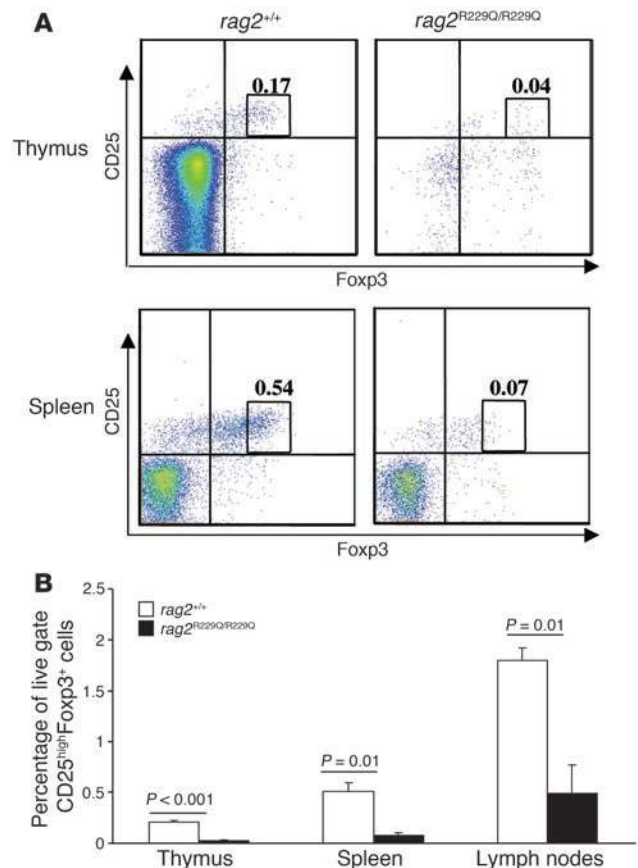 A
rag2+/+ rag2R229Q/R229Q
0.17 0.04
Thymus
CD25
Foxp3
0.54 0.07
Spleen
CD25
Foxp3
B
2.5
2
1.5
1
0.5
0
Percentage of live gate
CD25highFoxp3+ cells
rag2+/+
rag2R229Q/R229Q
P < 0.001
P = 0.01
P = 0.01
Thymus Spleen Lymph nodes